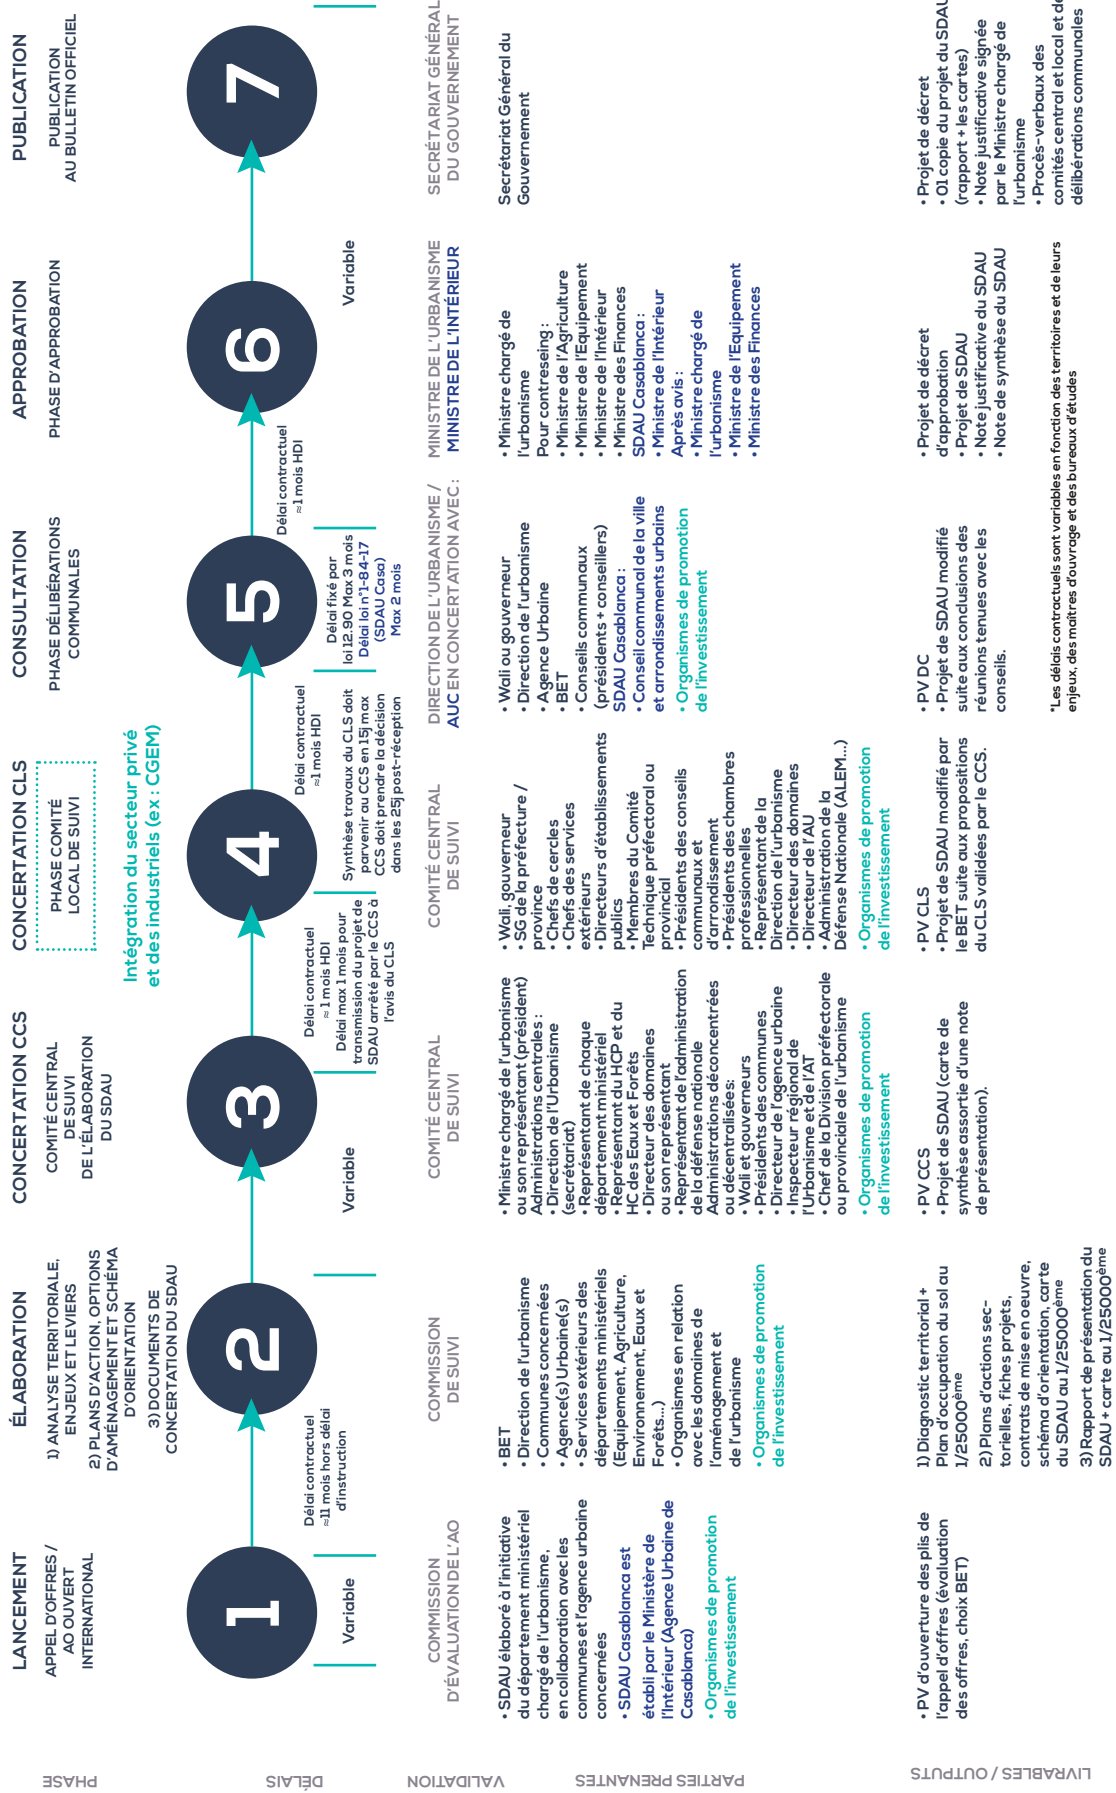 PHASE
LANCEMENT
APPEL D'OFFRES /
AO OUVERT
INTERNATIONAL
ÉLABORATION
1) ANALYSE TERRITORIALE,
ENJEUX ET LEVIERS
2) PLANS D'ACTION, OPTIONS
D'AMÉNAGEMENT ET SCHÉMA
D'ORIENTATION
3) DOCUMENTS DE
CONCERTATION DU SDAU
CONCERTATION CCS
COMITÉ CENTRAL
DE SUIVI
DE L'ÉLABORATION
DU SDAU
CONCERTATION CLS
PHASE COMITÉ
LOCAL DE SUIVI
Intégration du secteur privé
et des industriels (ex : CGEM)
CONSULTATION
PHASE DÉLIBÉRATIONS
COMMUNALES
APPROBATION
PHASE D'APPROBATION
PUBLICATION
PUBLICATION
AU BULLETIN OFFICIEL
DÉLAIS
1
2
3
4
5
6
7
Variable
Délai contractuel
≈11 mois hors délai
d'instruction
Variable
Délai contractuel
≈ 1 mois HDI
Délai max 1 mois pour
transmission du projet de
SDAU arrêté par le CCS à
l'avis du CLS
Synthèse travaux du CLS doit
parvenir au CCS en 15j max
CCS doit prendre la décision
dans les 25j post-réception
Délai contractuel
≈1 mois HDI
Délai fixé par
loi12.90 Max 3 mois
Délai loi n°1-84-17
(SDAU Casa)
Max 2 mois
Délai contractuel
≈1 mois HDI
Variable
VALIDATION
COMMISSION
D'ÉVALUATION DE L'AO
COMMISSION
DE SUIVI
COMITÉ CENTRAL
DE SUIVI
COMITÉ CENTRAL
DE SUIVI
DIRECTION DE L'URBANISME /
AUC EN CONCERTATION AVEC :
MINISTRE DE L'URBANISME
MINISTRE DE L'INTÉRIEUR
SECRÉTARIAT GÉNÉRAL
DU GOUVERNEMENT
PARTIES PRENANTES
• SDAU élaboré à l'initiative
du département ministériel
chargé de l'urbanisme,
en collaboration avec les
communes et l'agence urbaine
concernées
• SDAU Casablanca est
établi par le Ministère de
l'Intérieur (Agence Urbaine de
Casablanca)
• Organismes de promotion
de l'investissement
• BET
• Direction de l'urbanisme
• Communes concernées
• Agence(s) Urbaine(s)
• Services extérieurs des
départements ministériels
(Equipement, Agriculture,
Environnement, Eaux et
Forêts...)
• Organismes en relation
avec les domaines de
l'aménagement et
de l'urbanisme
• Organismes de promotion
de l'investissement
• Ministre chargé de l'urbanisme
ou son représentant (président)
Administrations centrales :
• Direction de l'Urbanisme
(secrétariat)
• Représentant de chaque
département ministériel
• Représentant du HCP et du
HC des Eaux et Forêts
• Directeur des domaines
ou son représentant
• Représentant de l'administration
de la défense nationale
Administrations déconcentrées
ou décentralisées:
• Wali et gouverneurs
• Présidents des communes
• Directeur de l'agence urbaine
• Inspecteur régional de
l'Urbanisme et de l'AT
• Chef de la Division préfectorale
ou provinciale de l'urbanisme
• Organismes de promotion
de l'investissement
• Wali, gouverneur
• SG de la préfecture /
province
• Chefs de cercles
• Chefs des services
extérieurs
• Directeurs d'établissements
publics
• Membres du Comité
Technique préfectoral ou
provincial
• Présidents des conseils
communaux et
d'arrondissement
• Présidents des chambres
professionnelles
• Représentant de la
Direction de l'urbanisme
• Directeur des domaines
• Directeur de l'AU
• Administration de la
Défense Nationale (ALEM...)
• Organismes de promotion
de l'investissement
• Wali ou gouverneur
• Direction de l'urbanisme
• Agence Urbaine
• BET
• Conseils communaux
(présidents + conseillers)
SDAU Casablanca :
• Conseil communal de la ville
et arrondissements urbains
• Organismes de promotion
de l'investissement
• Ministre chargé de
l'urbanisme
Pour contreseing :
• Ministre de l'Agriculture
• Ministre de l'Equipement
• Ministre de l'Intérieur
• Ministre des Finances
SDAU Casablanca :
• Ministre de l'Intérieur
Après avis :
• Ministre chargé de
l'urbanisme
• Ministre de l'Equipement
• Ministre des Finances
Secrétariat Général du
Gouvernement
LIVRABLES / OUTPUTS
• PV d'ouverture des plis de
l'appel d'offres (évaluation
des offres, choix BET)
1) Diagnostic territorial +
Plan d'occupation du sol au
1/25000ème
2) Plans d'actions sec-
torielles, fiches projets,
contrats de mise en oeuvre,
schéma d'orientation, carte
du SDAU au 1/25000ème
3) Rapport de présentation du
SDAU + carte au 1/25000ème
• PV CCS
• Projet de SDAU (carte de
synthèse assortie d'une note
de présentation).
• PV CLS
• Projet de SDAU modifié par
le BET suite aux propositions
du CLS validées par le CCS.
• PV DC
• Projet de SDAU modifié
suite aux conclusions des
réunions tenues avec les
conseils.
• Projet de décret
d'approbation
• Projet de SDAU
• Note justificative du SDAU
• Note de synthèse du SDAU
• Projet de décret
• 01 copie du projet du SDAU
(rapport + les cartes)
• Note justificative signée
par le Ministre chargé de
l'urbanisme
• Procès-verbaux des
comités central et local et de
délibérations communales
*Les délais contractuels sont variables en fonction des territoires et de leurs
enjeux, des maîtres d'ouvrage et des bureaux d'études